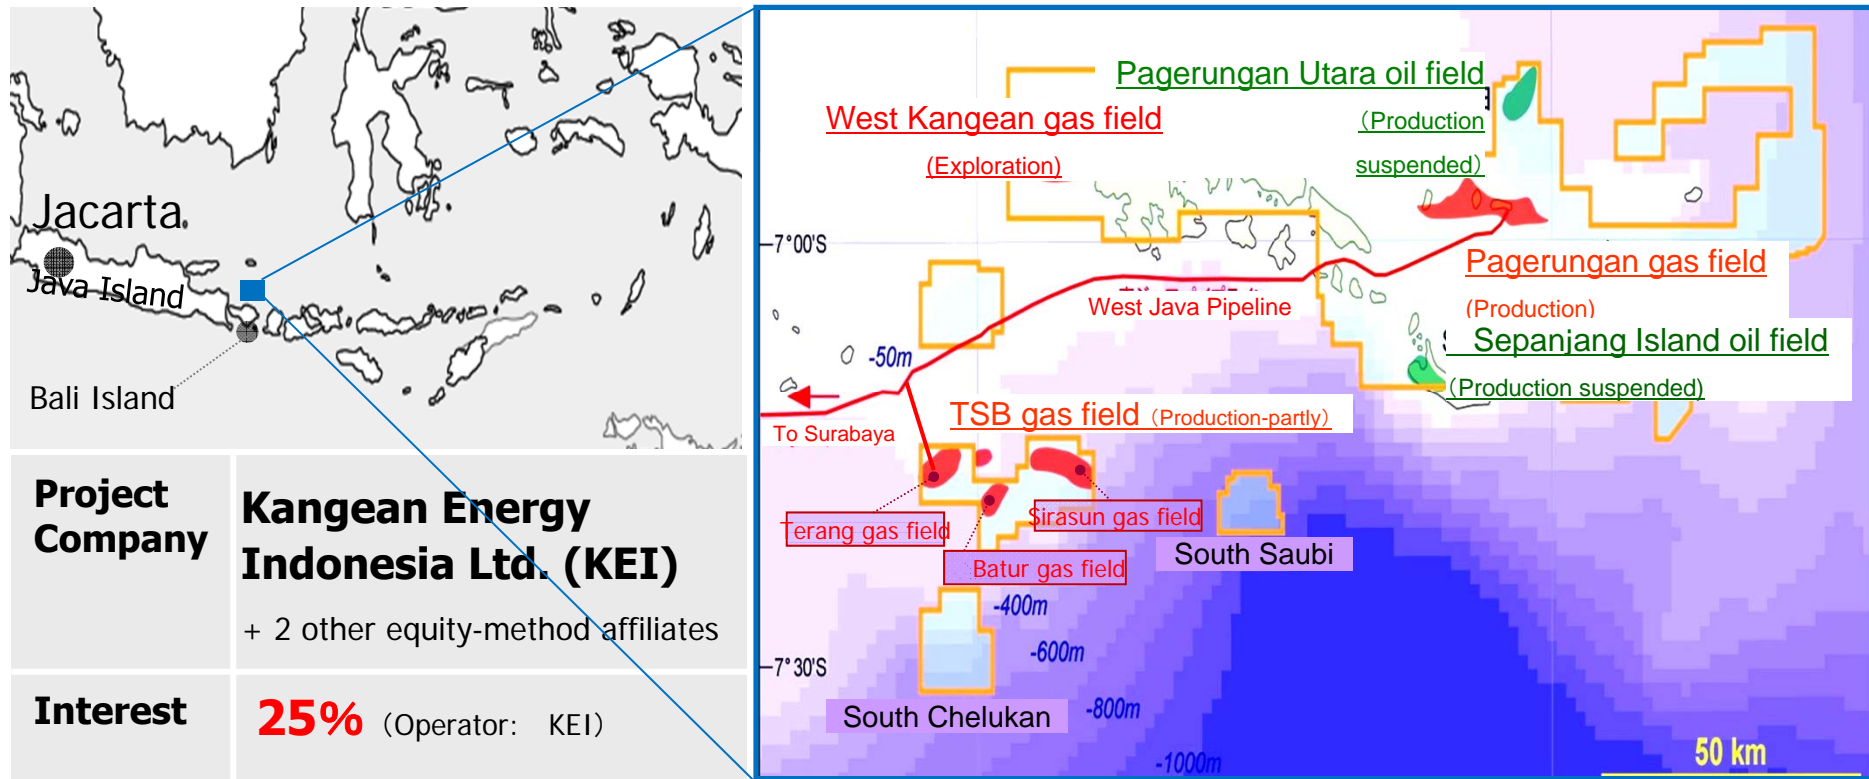 Jacarta
Java Island
Bali Island
Project
Company
Kangean Energy
Indonesia Ltd. (KEI)
+ 2 other equity-method affiliates
Interest
25% (Operator: KEI)
Pagerungan Utara oil field
(Production
suspended)
West Kangean gas field
(Exploration)
-7°00'S
Pagerungan gas field
(Production)
West Java Pipeline
Sepanjang Island oil field
(Production suspended)
-50m
To Surabaya
TSB gas field (Production-partly)
Terang gas field
Sirasun gas field
Batur gas field
South Saubi
-400m
-600m
-7°30'S
South Chelukan
-800m
-1000m
50 km